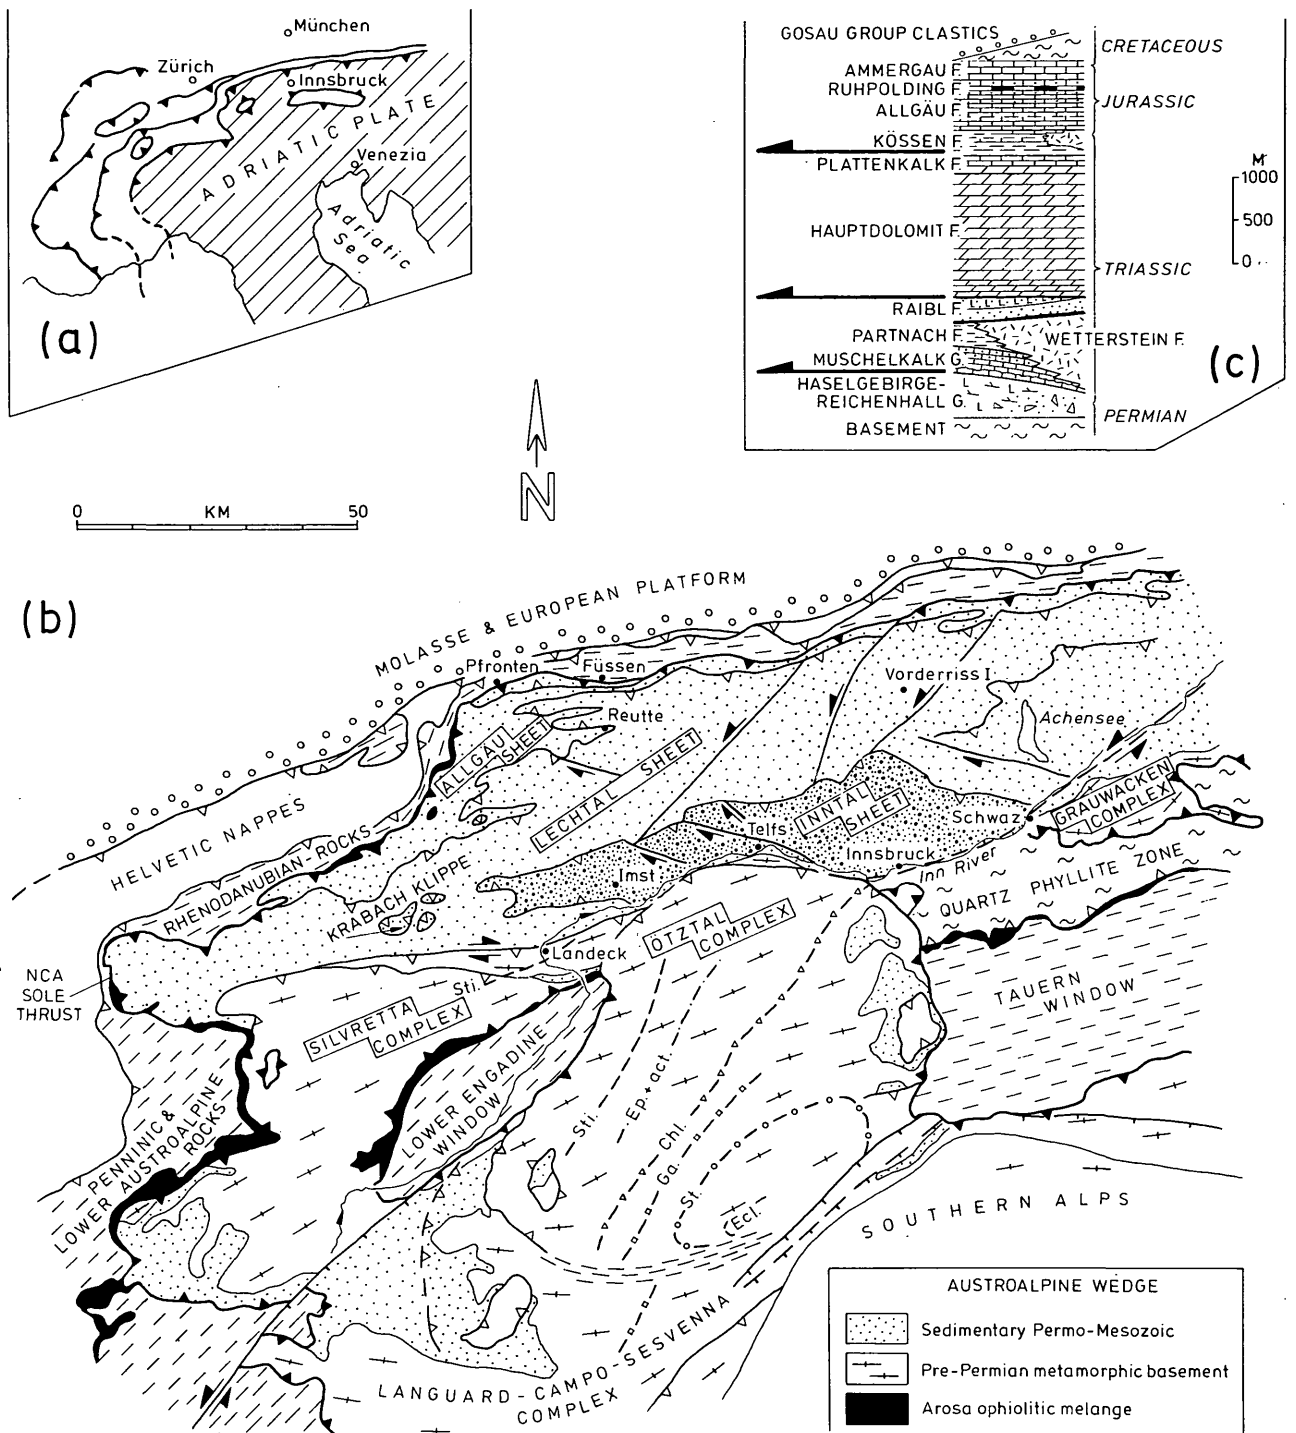 München
Zürich
Innsbruck
ADRIATIC PLATE
Venezia
Adriatic
Sea
(a)
GOSAU GROUP CLASTICS
CRETACEOUS
AMMERGAU F.
RUHPOLDING F.
ALLGÄU F.
JURASSIC
KÖSSEN F.
PLATTENKALK F.
M
1000
500
0
HAUPTDOLOMIT F.
TRIASSIC
RAIBL F.
PARTNACH F.
WETTERSTEIN F.
MUSCHELKALK G.
(c)
HASELGEBIRGE-
REICHENHALL G.
PERMIAN
BASEMENT
N
0 KM 50
(b)
MOLASSE & EUROPEAN PLATFORM
Pfronten
Füssen
Vorderriss I
Reutte
Achensee
ALLGÄU
SHEET
LECHTAL SHEET
HELVETIC NAPPES
GRAUWACKEN
COMPLEX
INNTAL
SHEET
Telfs
Schwaz
RHENODANUBIAN-ROCKS
KRABACH KLIPPE
Imst
Innsbruck
Inn River
QUARTZ PHYLLITE ZONE
ÖTZTAL
COMPLEX
Landeck
NCA
SOLE
THRUST
Sti.
SILVRETTA
COMPLEX
TAUERN
WINDOW
LOWER ENGADINE
WINDOW
PENNINIC &
LOWER AUSTROALPINE
ROCKS
Sti.
Ep.+act.
Chl.
Ga.
St.
Ecl.
SOUTHERN ALPS
LANGUARD-CAMPO-SESVENNA
COMPLEX
AUSTROALPINE WEDGE
Sedimentary Permo-Mesozoic
Pre-Permian metamorphic basement
Arosa ophiolitic melange